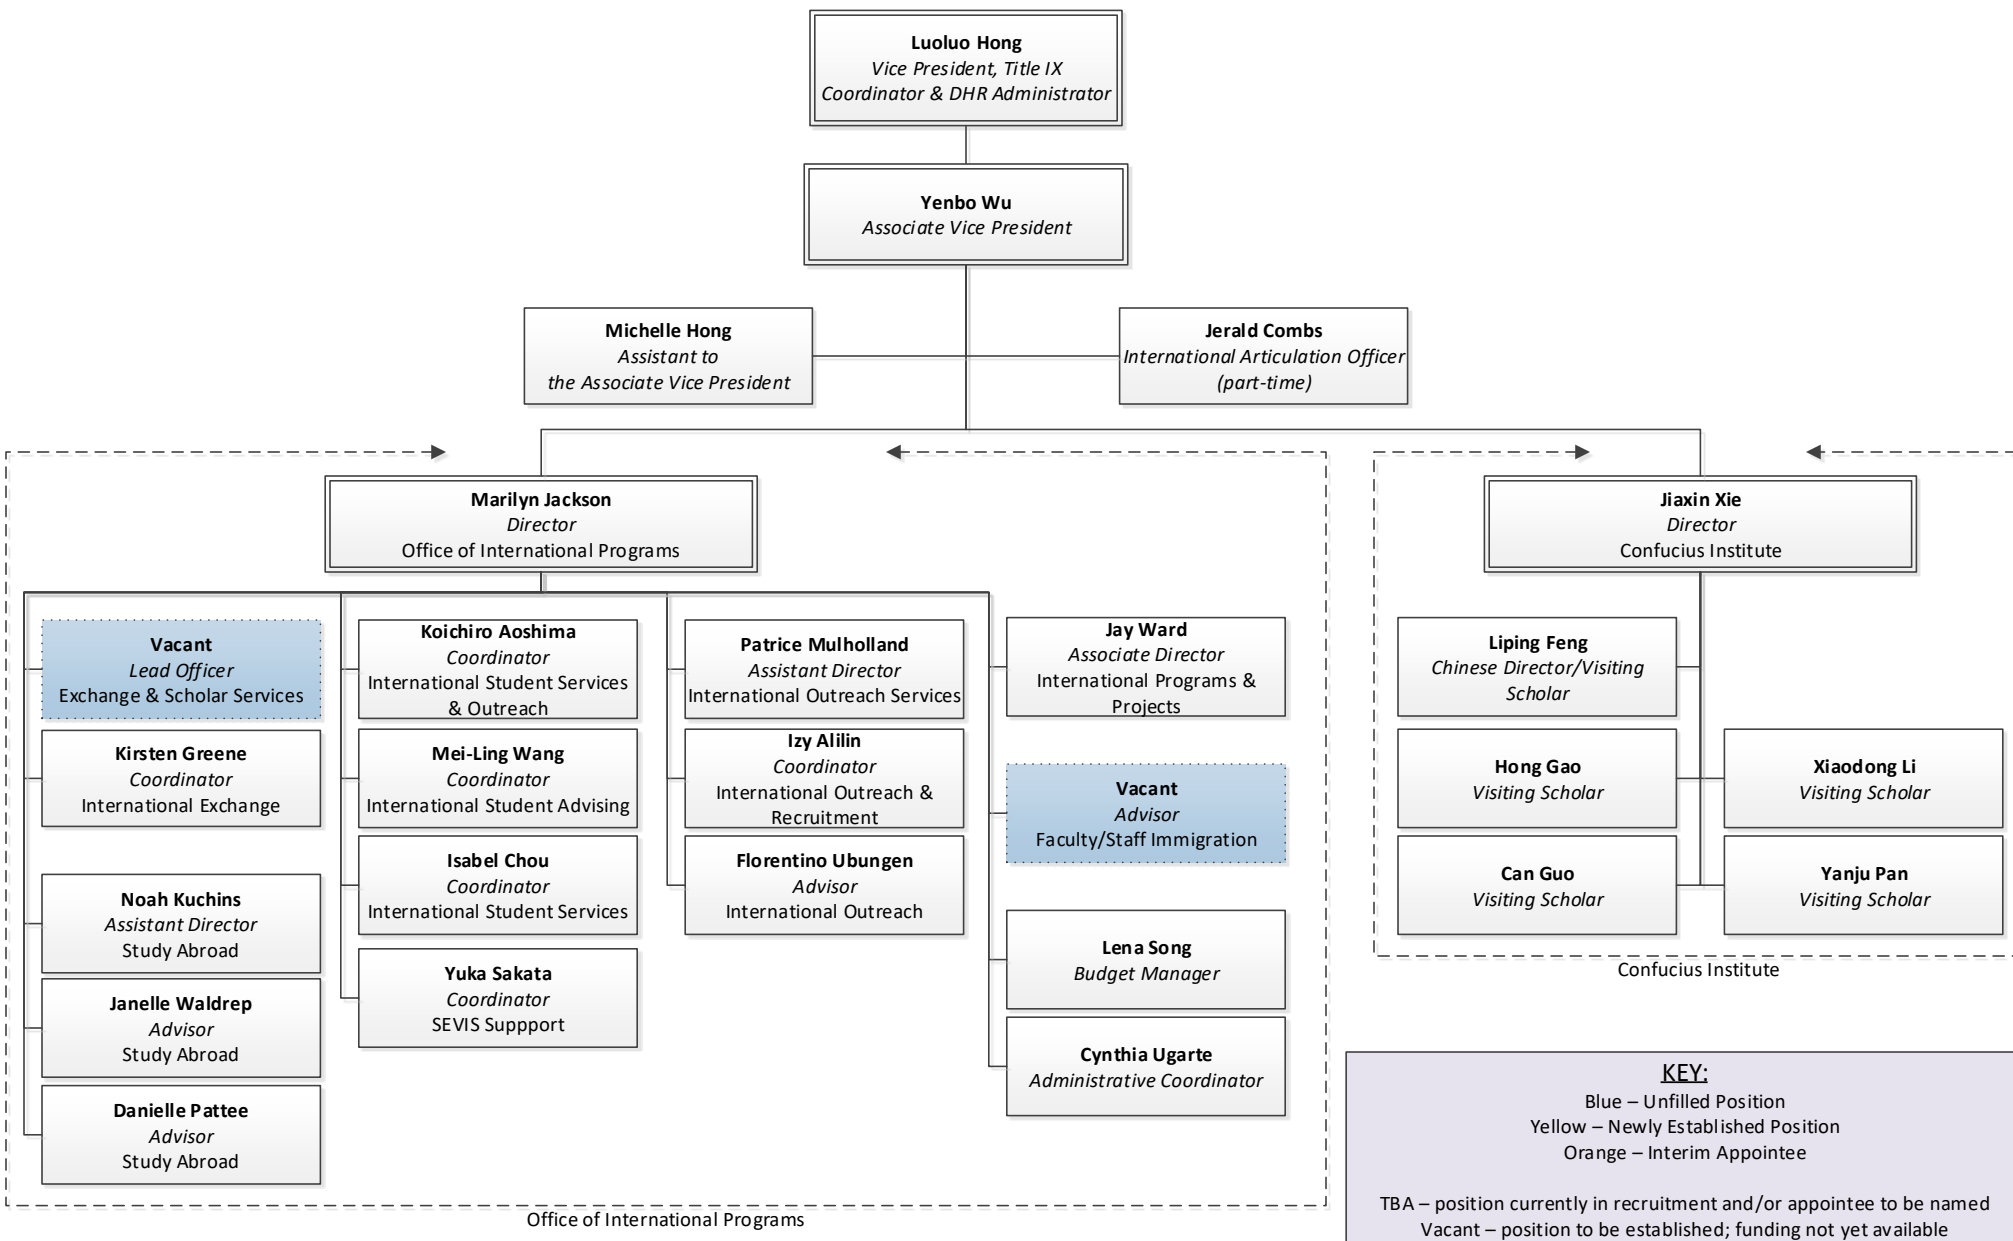 Luoluo Hong
Vice President, Title IX
Coordinator & DHR Administrator
Yenbo Wu
Associate Vice President
Michelle Hong
Assistant to
the Associate Vice President
Jerald Combs
International Articulation Officer
(part-time)
Marilyn Jackson
Director
Office of International Programs
Jiaxin Xie
Director
Confucius Institute
Vacant
Lead Officer
Exchange & Scholar Services
Kirsten Greene
Coordinator
International Exchange
Noah Kuchins
Assistant Director
Study Abroad
Janelle Waldrep
Advisor
Study Abroad
Danielle Pattee
Advisor
Study Abroad
Koichiro Aoshima
Coordinator
International Student Services
& Outreach
Mei-Ling Wang
Coordinator
International Student Advising
Isabel Chou
Coordinator
International Student Services
Yuka Sakata
Coordinator
SEVIS Suppport
Patrice Mulholland
Assistant Director
International Outreach Services
Izy Alilin
Coordinator
International Outreach &
Recruitment
Florentino Ubungen
Advisor
International Outreach
Jay Ward
Associate Director
International Programs &
Projects
Vacant
Advisor
Faculty/Staff Immigration
Lena Song
Budget Manager
Cynthia Ugarte
Administrative Coordinator
Office of International Programs
Liping Feng
Chinese Director/Visiting
Scholar
Hong Gao
Visiting Scholar
Xiaodong Li
Visiting Scholar
Can Guo
Visiting Scholar
Yanju Pan
Visiting Scholar
Confucius Institute
KEY:
Blue – Unfilled Position
Yellow – Newly Established Position
Orange – Interim Appointee
TBA – position currently in recruitment and/or appointee to be named
Vacant – position to be established; funding not yet available